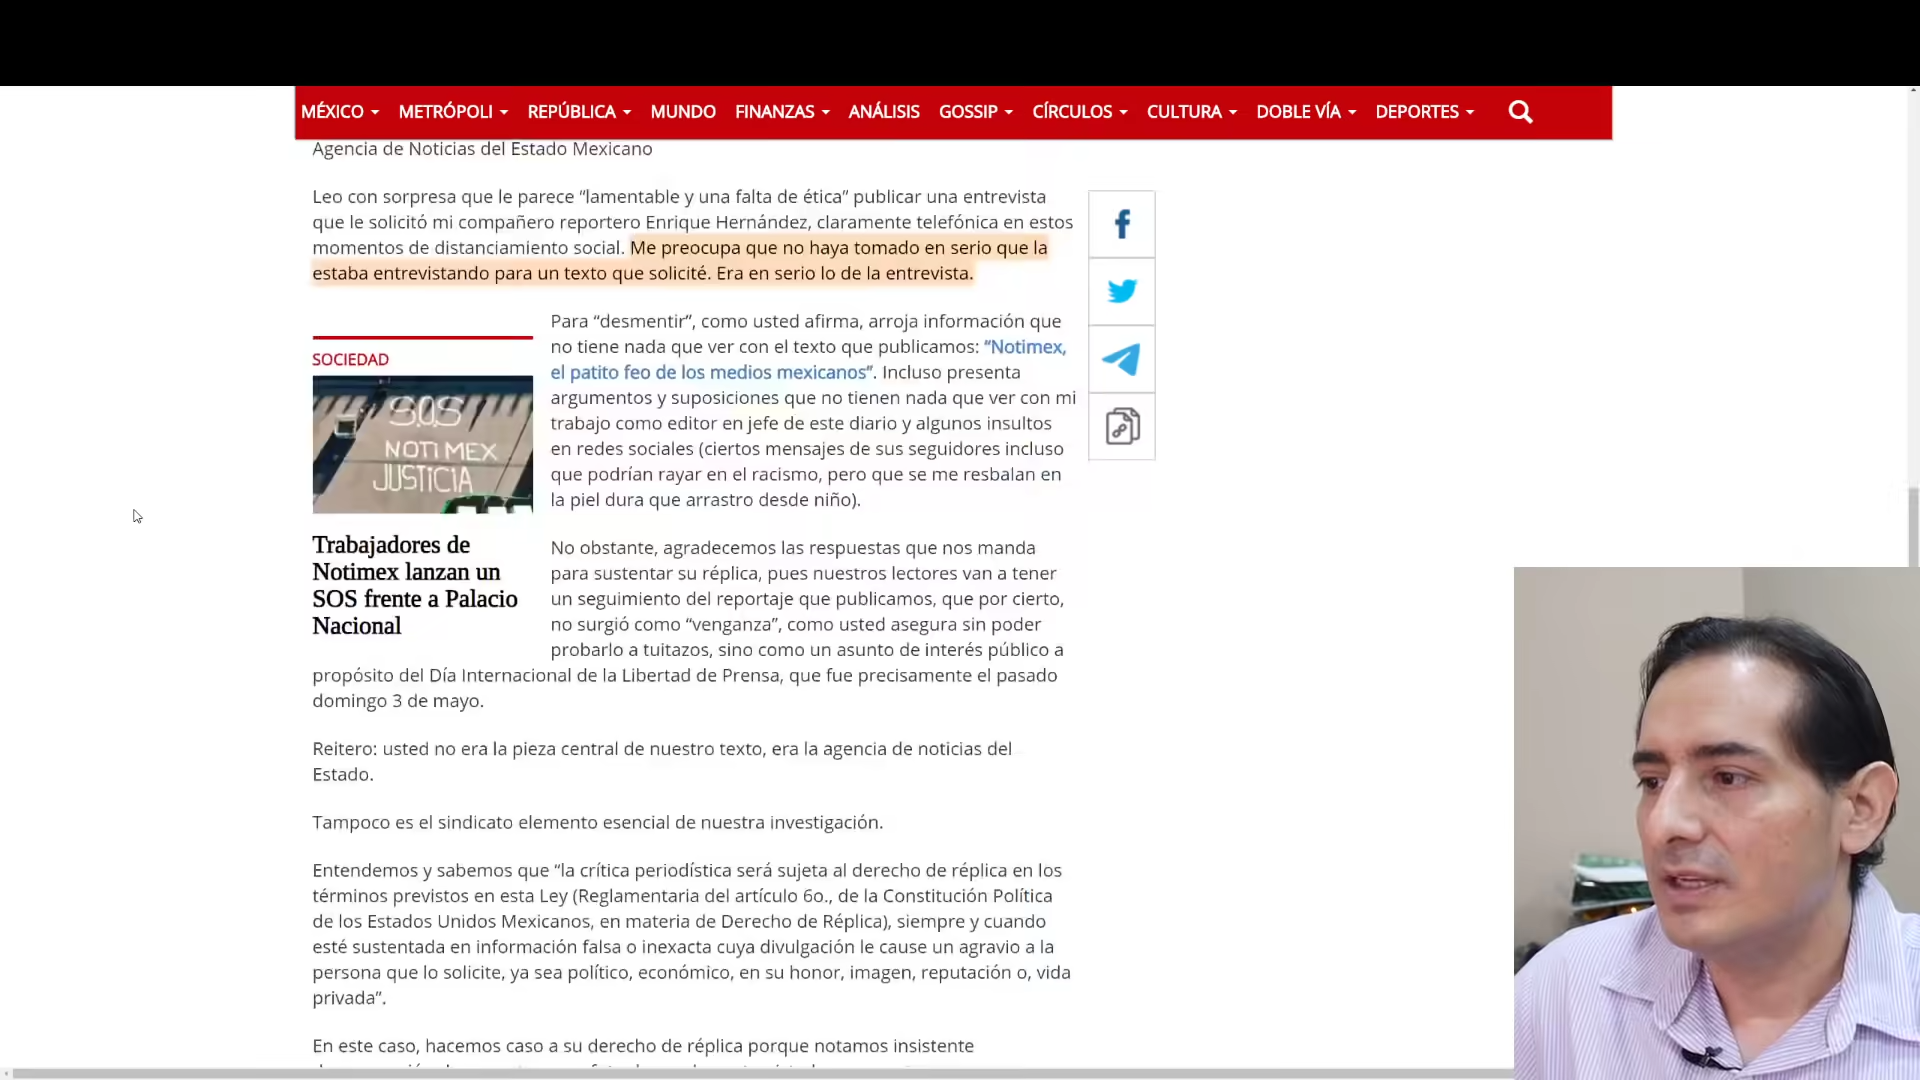 MÉXICO METRÓPOLI REPÚBLICA MUNDO FINANZAS ANÁLISIS GOSSIP CÍRCULOS CULTURA DOBLE VÍA DEPORTES
Agencia de Noticias del Estado Mexicano
Leo con sorpresa que le parece “lamentable y una falta de ética” publicar una entrevista
que le solicitó mi compañero reportero Enrique Hernández, claramente telefónica en estos
momentos de distanciamiento social. Me preocupa que no haya tomado en serio que la
estaba entrevistando para un texto que solicité. Era en serio lo de la entrevista.
SOCIEDAD
S.O.S
NOTIMEX
JUSTICIA
Trabajadores de
Notimex lanzan un
SOS frente a Palacio
Nacional
Para “desmentir”, como usted afirma, arroja información que
no tiene nada que ver con el texto que publicamos: “Notimex,
el patito feo de los medios mexicanos”. Incluso presenta
argumentos y suposiciones que no tienen nada que ver con mi
trabajo como editor en jefe de este diario y algunos insultos
en redes sociales (ciertos mensajes de sus seguidores incluso
que podrían rayar en el racismo, pero que se me resbalan en
la piel dura que arrastro desde niño).
No obstante, agradecemos las respuestas que nos manda
para sustentar su réplica, pues nuestros lectores van a tener
un seguimiento del reportaje que publicamos, que por cierto,
no surgió como “venganza”, como usted asegura sin poder
probarlo a tuitazos, sino como un asunto de interés público a
propósito del Día Internacional de la Libertad de Prensa, que fue precisamente el pasado
domingo 3 de mayo.
Reitero: usted no era la pieza central de nuestro texto, era la agencia de noticias del
Estado.
Tampoco es el sindicato elemento esencial de nuestra investigación.
Entendemos y sabemos que “la crítica periodística será sujeta al derecho de réplica en los
términos previstos en esta Ley (Reglamentaria del artículo 6o., de la Constitución Política
de los Estados Unidos Mexicanos, en materia de Derecho de Réplica), siempre y cuando
esté sustentada en información falsa o inexacta cuya divulgación le cause un agravio a la
persona que lo solicite, ya sea político, económico, en su honor, imagen, reputación o, vida
privada”.
En este caso, hacemos caso a su derecho de réplica porque notamos insistente